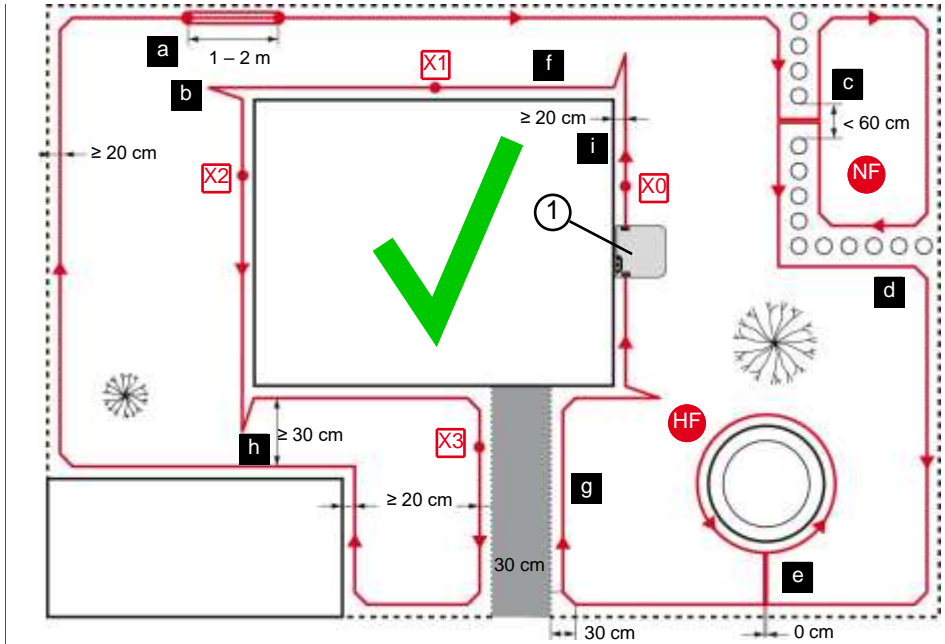 a
1 – 2 m
b
X1
f
c
≥ 20 cm
< 60 cm
i
≥ 20 cm
X2
X0
NF
1
d
HF
h
≥ 30 cm
X3
≥ 20 cm
g
30 cm
e
30 cm
0 cm